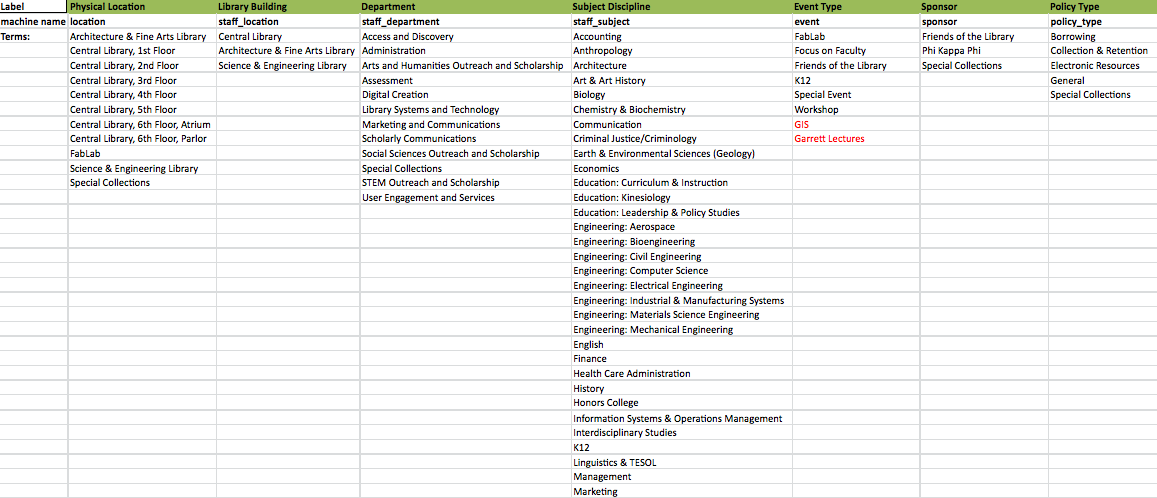 Label Physical Location Library Building Department Subject Discipline Event Type Sponsor Policy Type
machine name location staff_location staff_department staff_subject event sponsor policy_type
Terms: Architecture & Fine Arts Library Central Library Access and Discovery Accounting FabLab Friends of the Library Borrowing
Central Library, 1st Floor Architecture & Fine Arts Library Administration Anthropology Focus on Faculty Phi Kappa Phi Collection & Retention
Central Library, 2nd Floor Science & Engineering Library Arts and Humanities Outreach and Scholarship Architecture Friends of the Library Special Collections Electronic Resources
Central Library, 3rd Floor Assessment Art & Art History K12 General
Central Library, 4th Floor Digital Creation Biology Special Event Special Collections
Central Library, 5th Floor Library Systems and Technology Chemistry & Biochemistry Workshop
Central Library, 6th Floor, Atrium Marketing and Communications Communication GIS
Central Library, 6th Floor, Parlor Scholarly Communications Criminal Justice/Criminology Garrett Lectures
FabLab Social Sciences Outreach and Scholarship Earth & Environmental Sciences (Geology)
Science & Engineering Library Special Collections Economics
Special Collections STEM Outreach and Scholarship Education: Curriculum & Instruction
User Engagement and Services Education: Kinesiology
Education: Leadership & Policy Studies
Engineering: Aerospace
Engineering: Bioengineering
Engineering: Civil Engineering
Engineering: Computer Science
Engineering: Electrical Engineering
Engineering: Industrial & Manufacturing Systems
Engineering: Materials Science Engineering
Engineering: Mechanical Engineering
English
Finance
Health Care Administration
History
Honors College
Information Systems & Operations Management
Interdisciplinary Studies
K12
Linguistics & TESOL
Management
Marketing